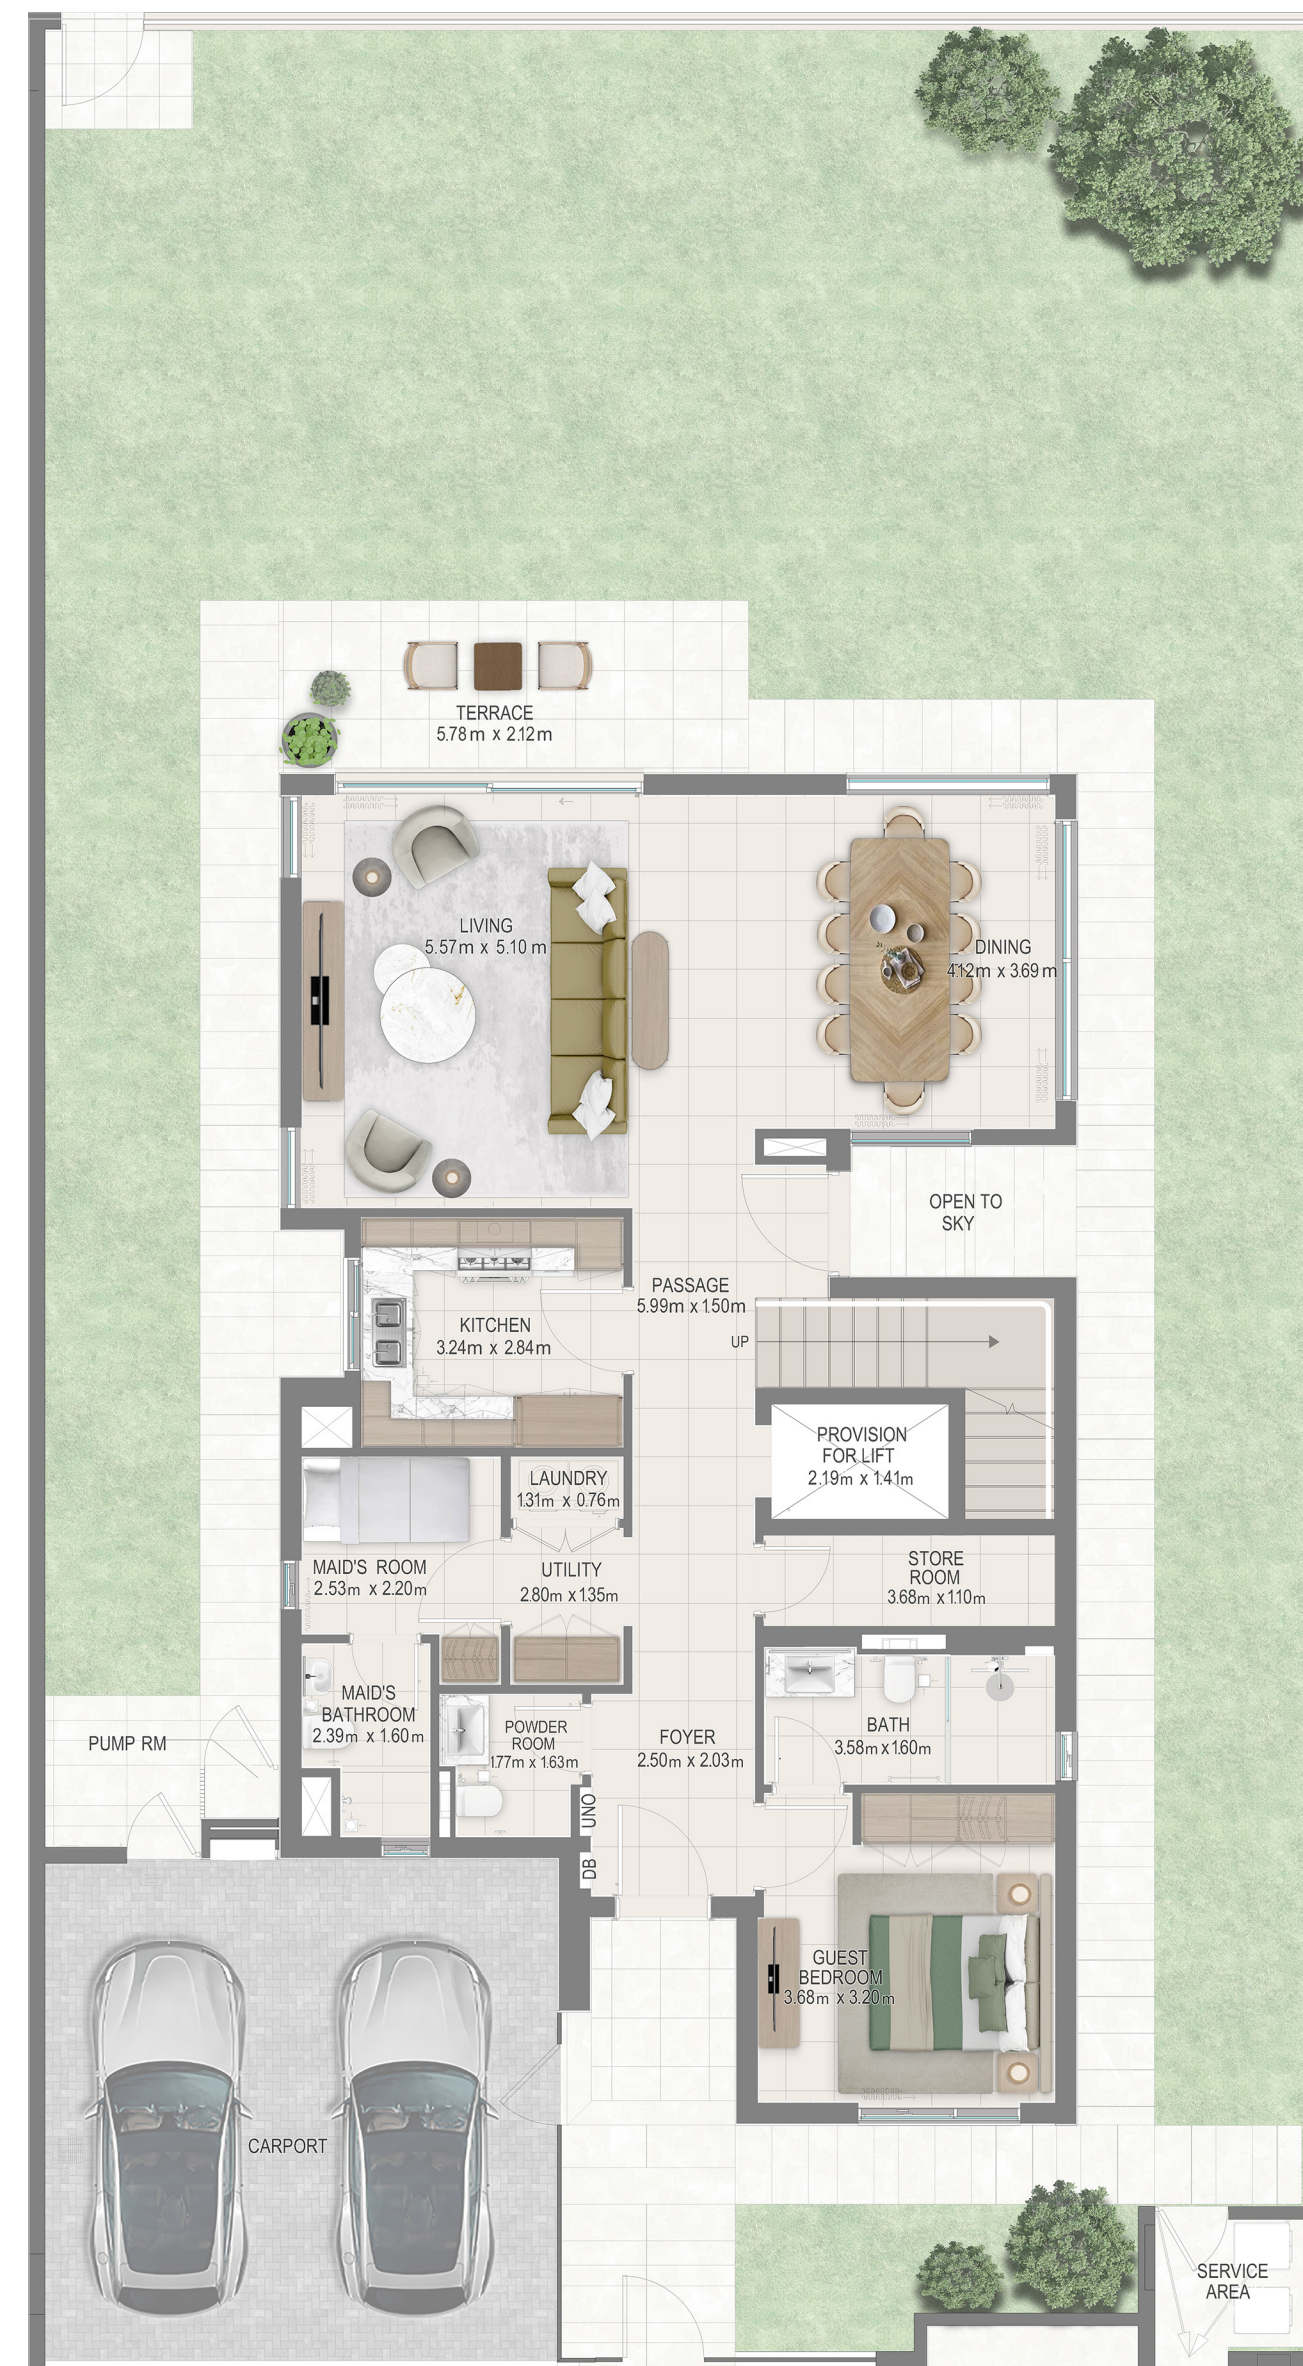 TERRACE
5.78m x 2.12m
LIVING
5.57m x 5.10 m
DINING
4.12m x 3.69 m
OPEN TO
SKY
PASSAGE
5.99m x 1.50m
UP
KITCHEN
3.24m x 2.84m
PROVISION
FOR LIFT
2.19m x 1.41m
LAUNDRY
1.31m x 0.76m
MAID'S ROOM
2.53m x 2.20m
UTILITY
2.80m x 1.35m
STORE
ROOM
3.68m x 1.10m
MAID'S
BATHROOM
2.39m x 1.60m
POWDER
ROOM
1.77m x 1.63m
FOYER
2.50m x 2.03m
BATH
3.58m x 1.60m
PUMP RM
UNO
DB
GUEST
BEDROOM
3.68m x 3.20m
CARPORT
SERVICE
AREA